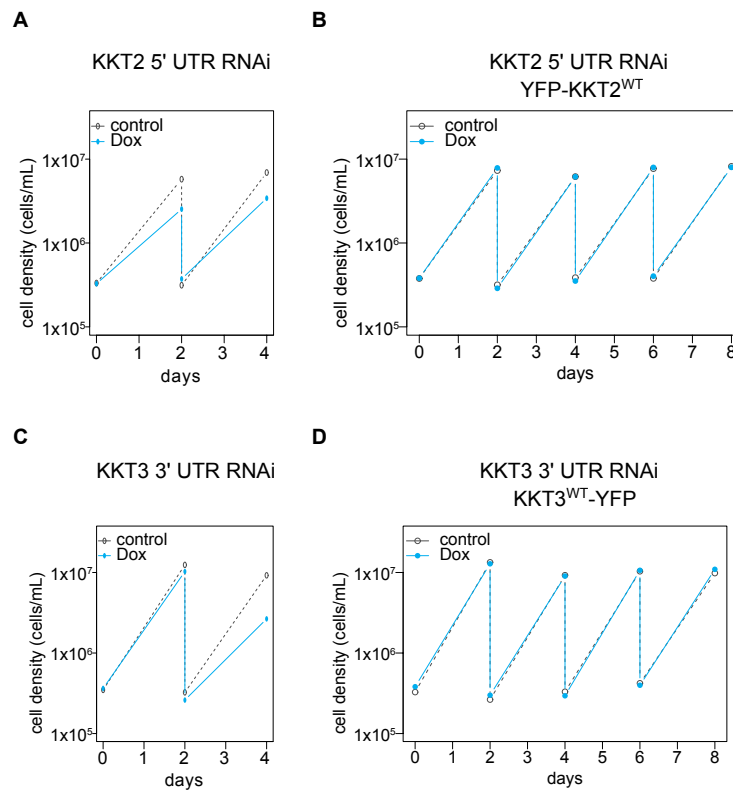 A
KKT2 5' UTR RNAi
control
Dox
1x10⁷
1x10⁶
1x10⁵
cell density (cells/mL)
0 1 2 3 4
days
B
KKT2 5' UTR RNAi
YFP-KKT2ᵂᵀ
control
Dox
1x10⁷
1x10⁶
1x10⁵
cell density (cells/mL)
0 1 2 3 4 5 6 7 8
days
C
KKT3 3' UTR RNAi
control
Dox
1x10⁷
1x10⁶
1x10⁵
cell density (cells/mL)
0 1 2 3 4
days
D
KKT3 3' UTR RNAi
KKT3ᵂᵀ-YFP
control
Dox
1x10⁷
1x10⁶
1x10⁵
cell density (cells/mL)
0 1 2 3 4 5 6 7 8
days